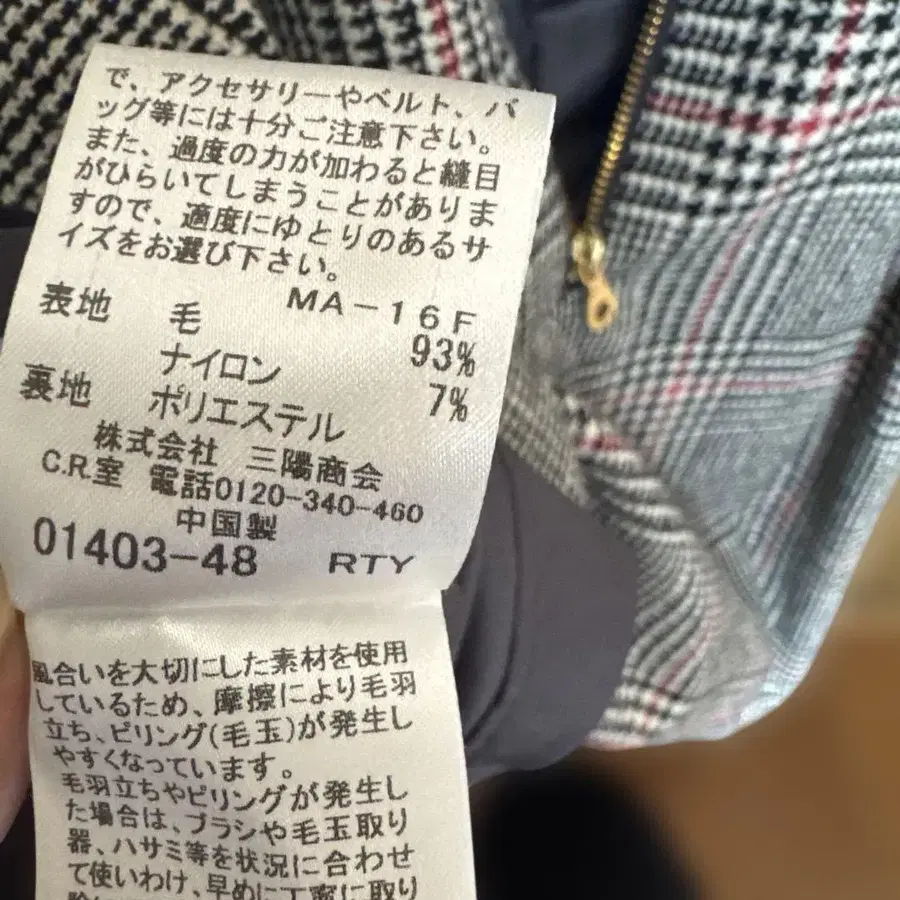 で、アクセサリーやベルト、バ
ッグ等には十分ご注意下さい。
また、過度の力が加わると縫目
がひらいてしまうことがありま
すので、適度にゆとりのあるサ
イズをお選び下さい。
MA-16F
表地 毛 93%
ナイロン 7%
裏地 ポリエステル
株式会社 三陽商会
C.R.室 電話0120-340-460
中国製
01403-48 RTY
風合いを大切にした素材を使用
しているため、摩擦により毛羽
立ち、ピリング(毛玉)が発生し
やすくなっています。
毛羽立ちやピリングが発生し
た場合は、ブラシや毛玉取り
器、ハサミ等を状況に合わせ
て使いわけ、早めに丁寧に取り